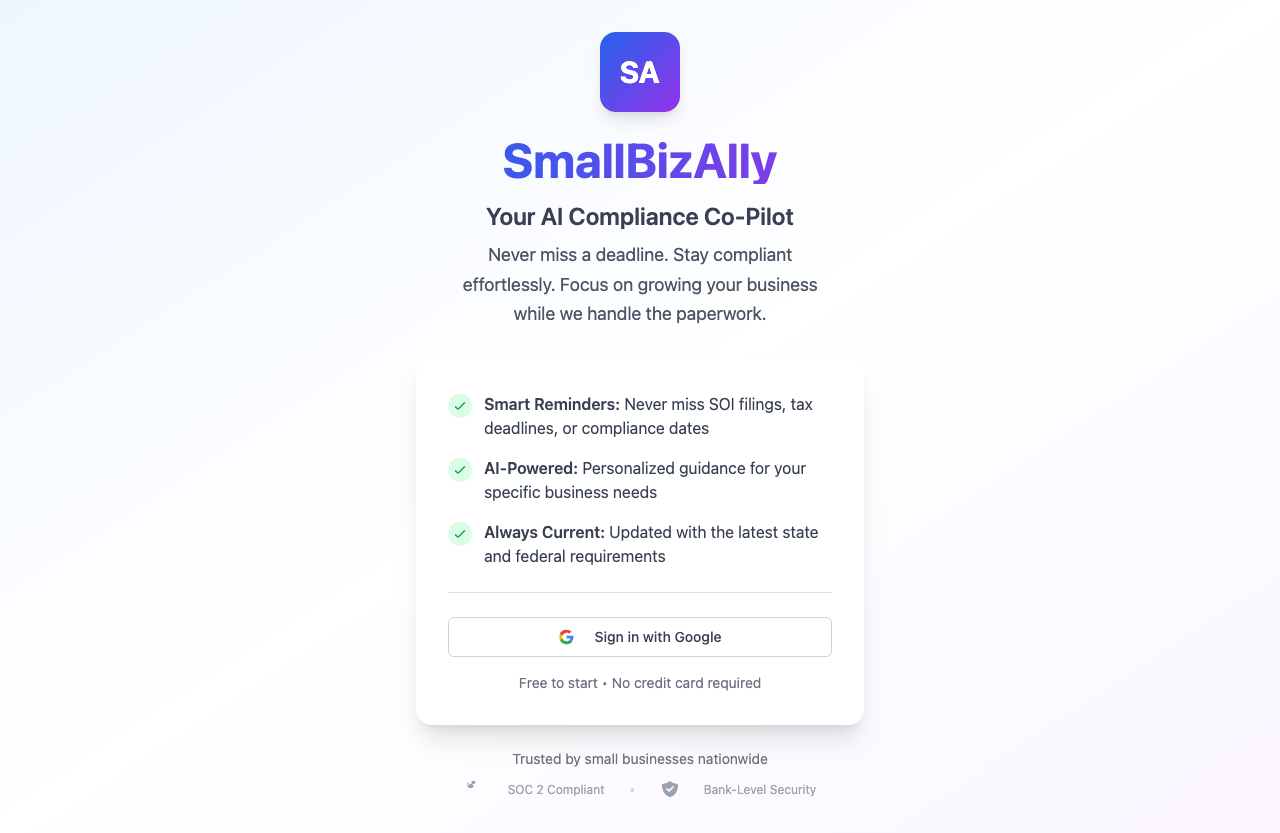 SA
SmallBizAlly
Your AI Compliance Co-Pilot
Never miss a deadline. Stay compliant
effortlessly. Focus on growing your business
while we handle the paperwork.
Smart Reminders: Never miss SOI filings, tax
deadlines, or compliance dates
AI-Powered: Personalized guidance for your
specific business needs
Always Current: Updated with the latest state
and federal requirements
Sign in with Google
Free to start • No credit card required
Trusted by small businesses nationwide
SOC 2 Compliant • Bank-Level Security